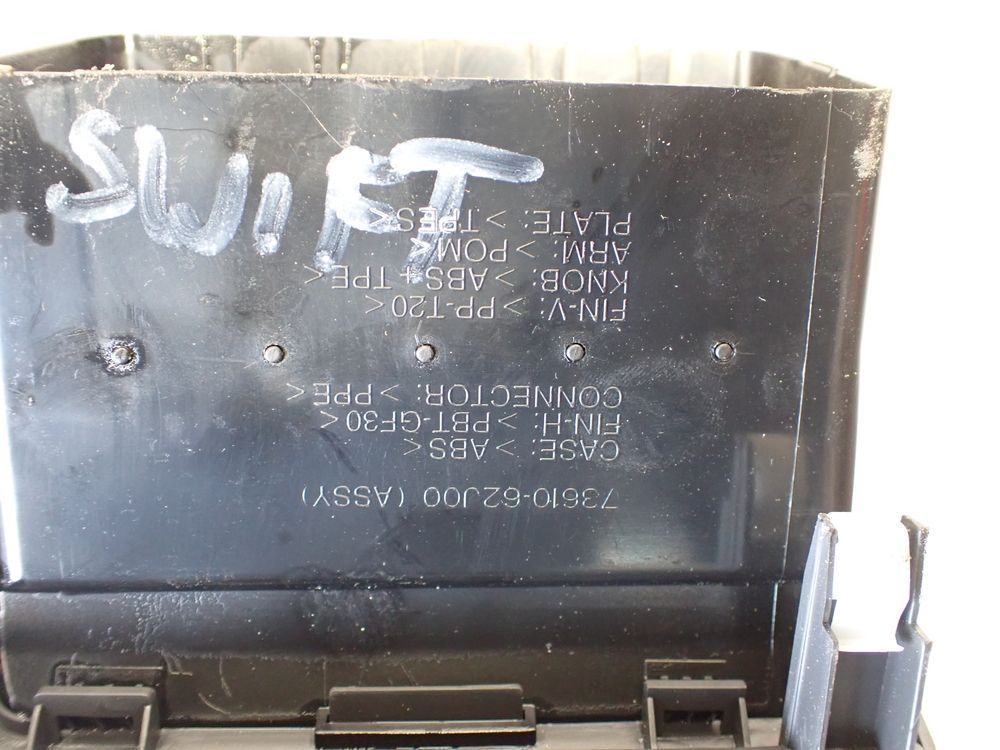 SWIFT
73610-62J00 (ASSY)
CASE: >ABS<
FIN-H: >PBT-GF30<
CONNECTOR: >PPE<
FIN-V: >PP-T20<
KNOB: >ABS+TPE<
ARM: >POM<
PLATE: >TPES<